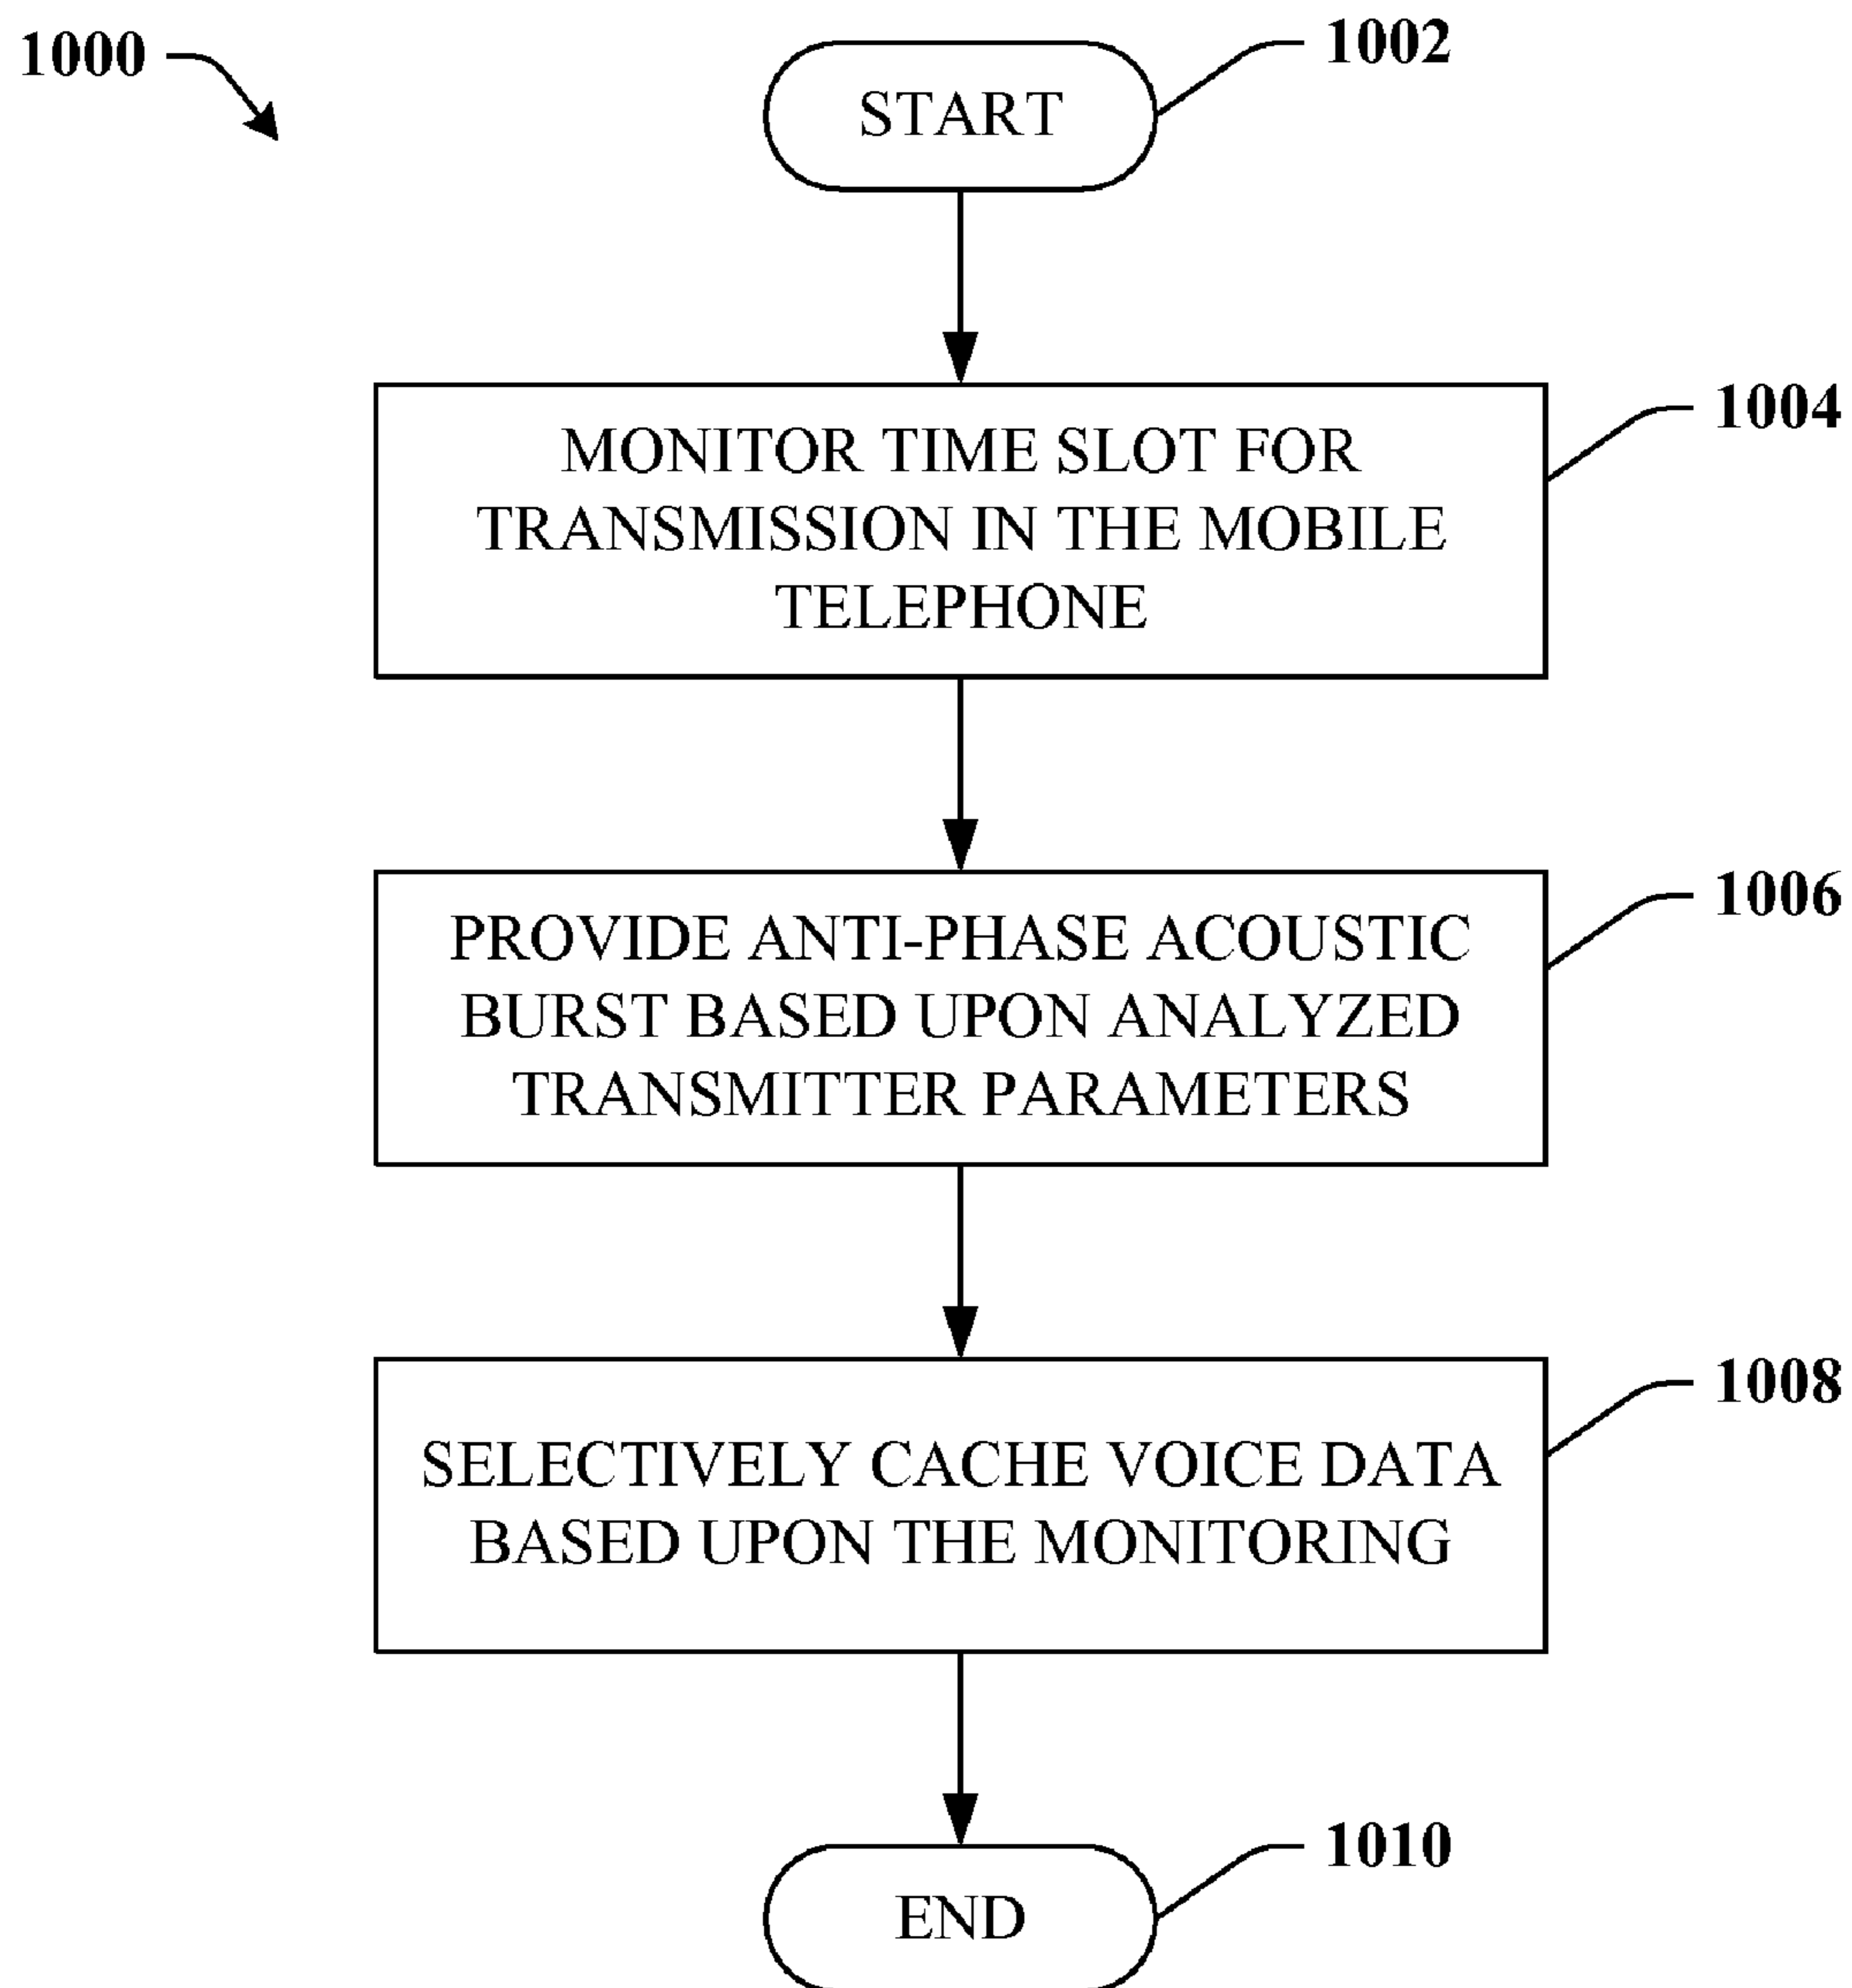 1000
1002
START
1004
MONITOR TIME SLOT FOR
TRANSMISSION IN THE MOBILE
TELEPHONE
1006
PROVIDE ANTI-PHASE ACOUSTIC
BURST BASED UPON ANALYZED
TRANSMITTER PARAMETERS
1008
SELECTIVELY CACHE VOICE DATA
BASED UPON THE MONITORING
1010
END